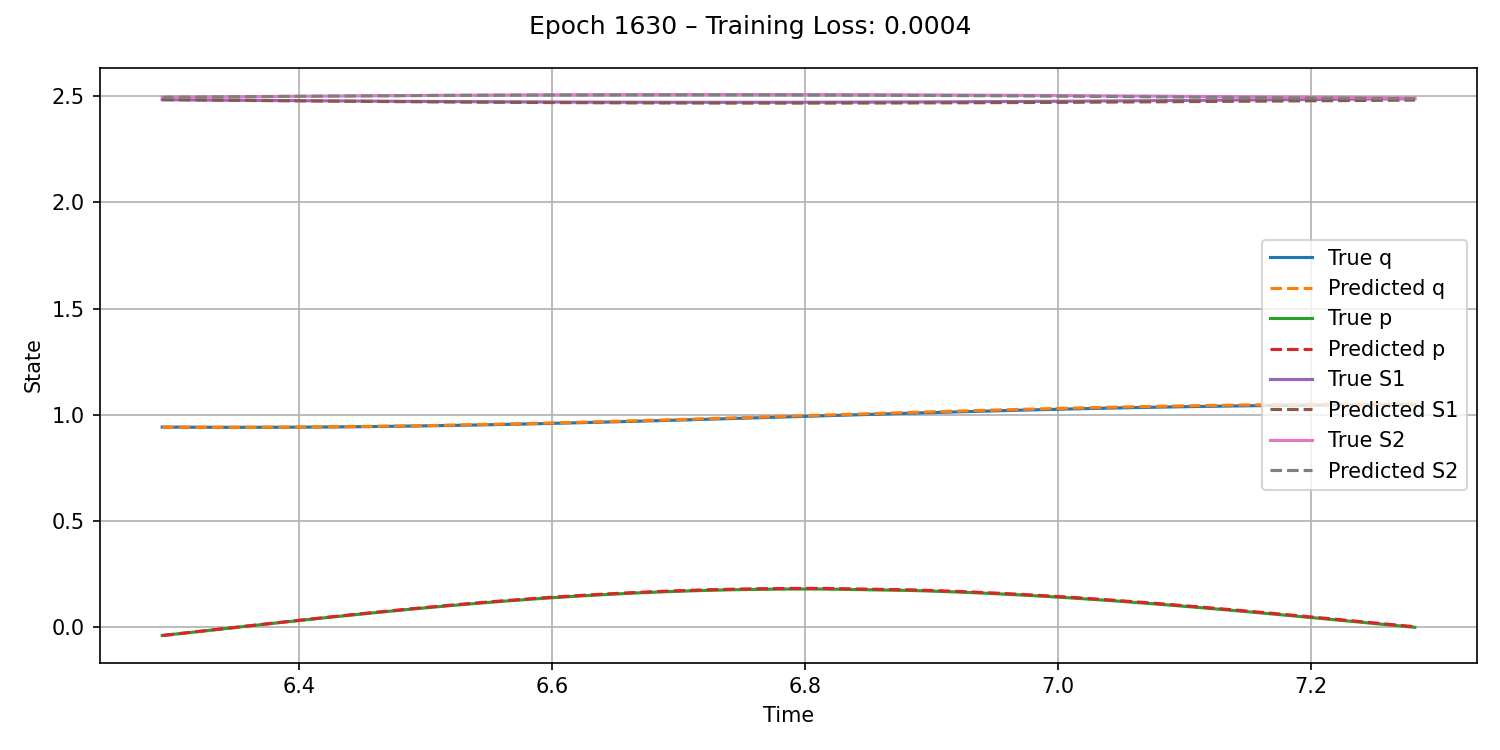 Epoch 1630 – Training Loss: 0.0004
2.5
2.0
1.5
1.0
0.5
0.0
State
True q
Predicted q
True p
Predicted p
True S1
Predicted S1
True S2
Predicted S2
6.4 6.6 6.8 7.0 7.2
Time